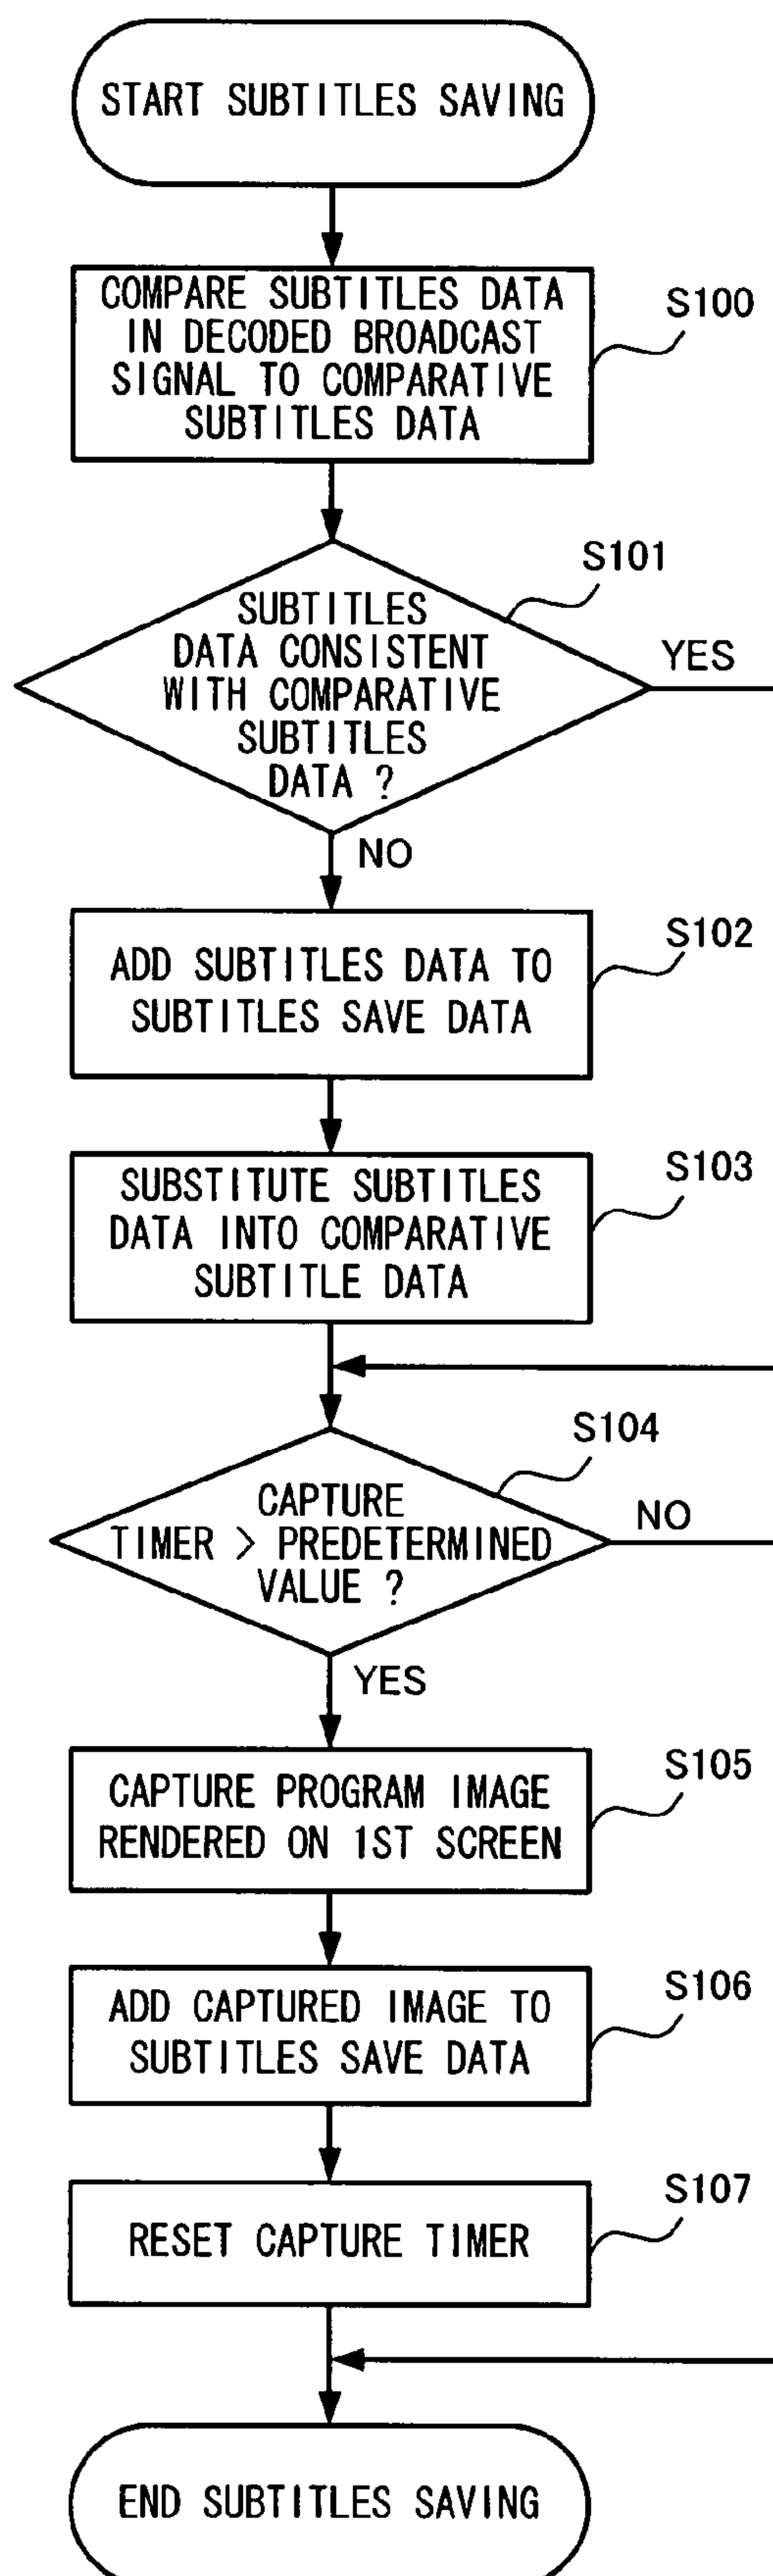 START SUBTITLES SAVING
COMPARE SUBTITLES DATA
IN DECODED BROADCAST
SIGNAL TO COMPARATIVE
SUBTITLES DATA
S100
S101
SUBTITLES
DATA CONSISTENT
WITH COMPARATIVE
SUBTITLES
DATA ?
YES
NO
ADD SUBTITLES DATA TO
SUBTITLES SAVE DATA
S102
SUBSTITUTE SUBTITLES
DATA INTO COMPARATIVE
SUBTITLE DATA
S103
S104
CAPTURE
TIMER > PREDETERMINED
VALUE ?
NO
YES
CAPTURE PROGRAM IMAGE
RENDERED ON 1ST SCREEN
S105
ADD CAPTURED IMAGE TO
SUBTITLES SAVE DATA
S106
RESET CAPTURE TIMER
S107
END SUBTITLES SAVING